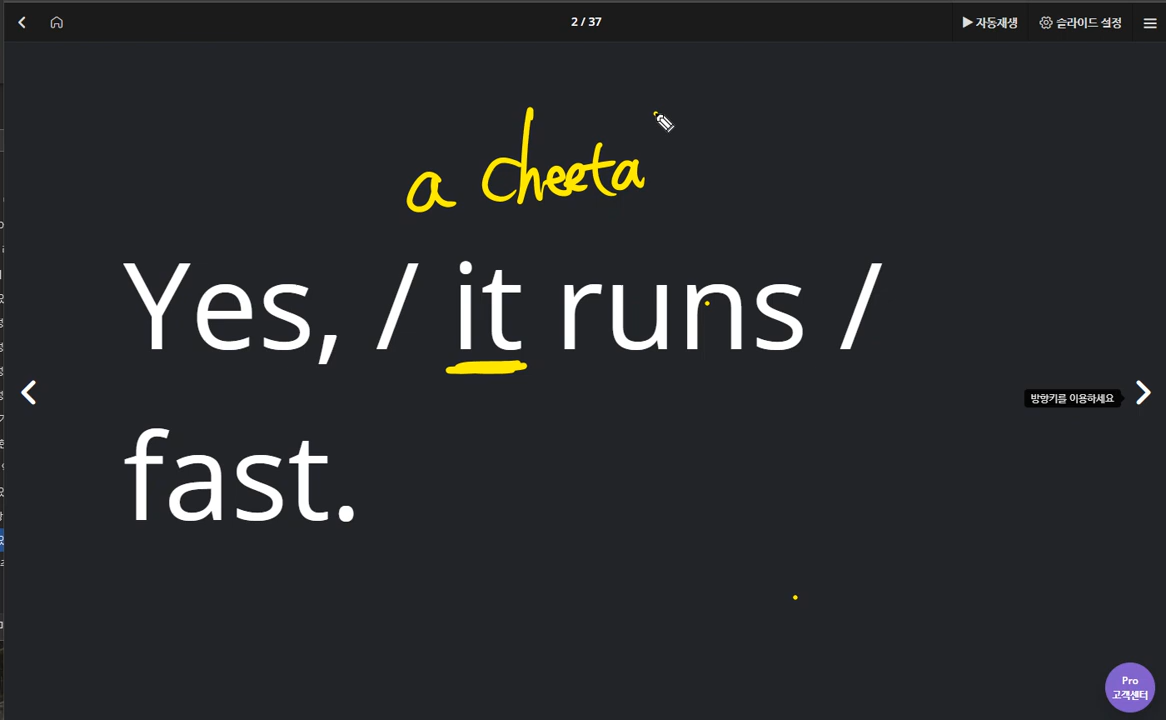 2 / 37
자동재생
슬라이드 설정
a cheeta
Yes, / it runs /
fast.
방향키를 이용하세요
Pro
고객센터